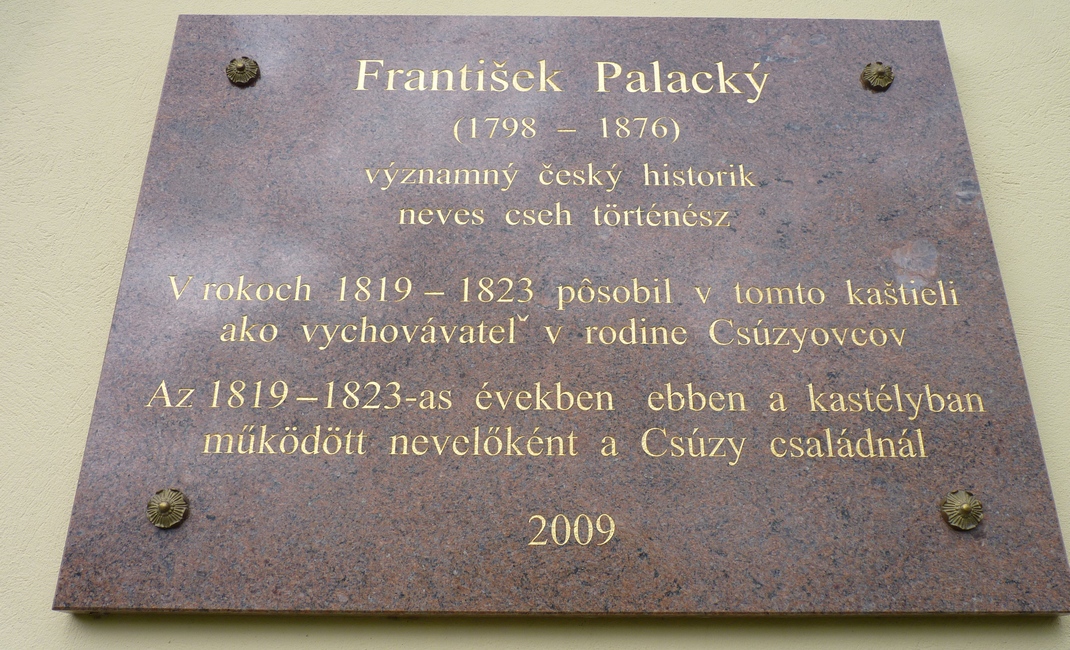 František Palacký
(1798 – 1876)
významný český historik
neves cseh történész
V rokoch 1819 – 1823 pôsobil v tomto kaštieli
ako vychovávateľ v rodine Csúzyovcov
Az 1819 – 1823-as években ebben a kastélyban
működött nevelőként a Csúzy családnál
2009